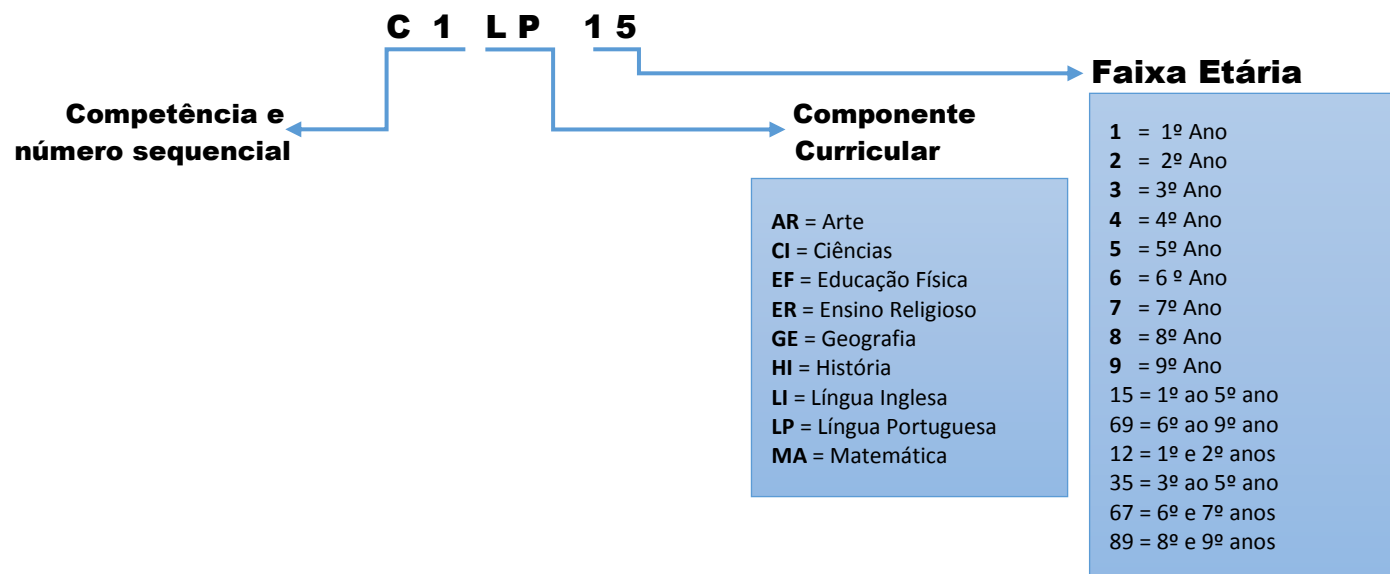 C 1 LP 15
Competência e
número sequencial
Componente
Curricular
AR = Arte
CI = Ciências
EF = Educação Física
ER = Ensino Religioso
GE = Geografia
HI = História
LI = Língua Inglesa
LP = Língua Portuguesa
MA = Matemática
Faixa Etária
1 = 1º Ano
2 = 2º Ano
3 = 3º Ano
4 = 4º Ano
5 = 5º Ano
6 = 6 º Ano
7 = 7º Ano
8 = 8º Ano
9 = 9º Ano
15 = 1º ao 5º ano
69 = 6º ao 9º ano
12 = 1º e 2º anos
35 = 3º ao 5º ano
67 = 6º e 7º anos
89 = 8º e 9º anos